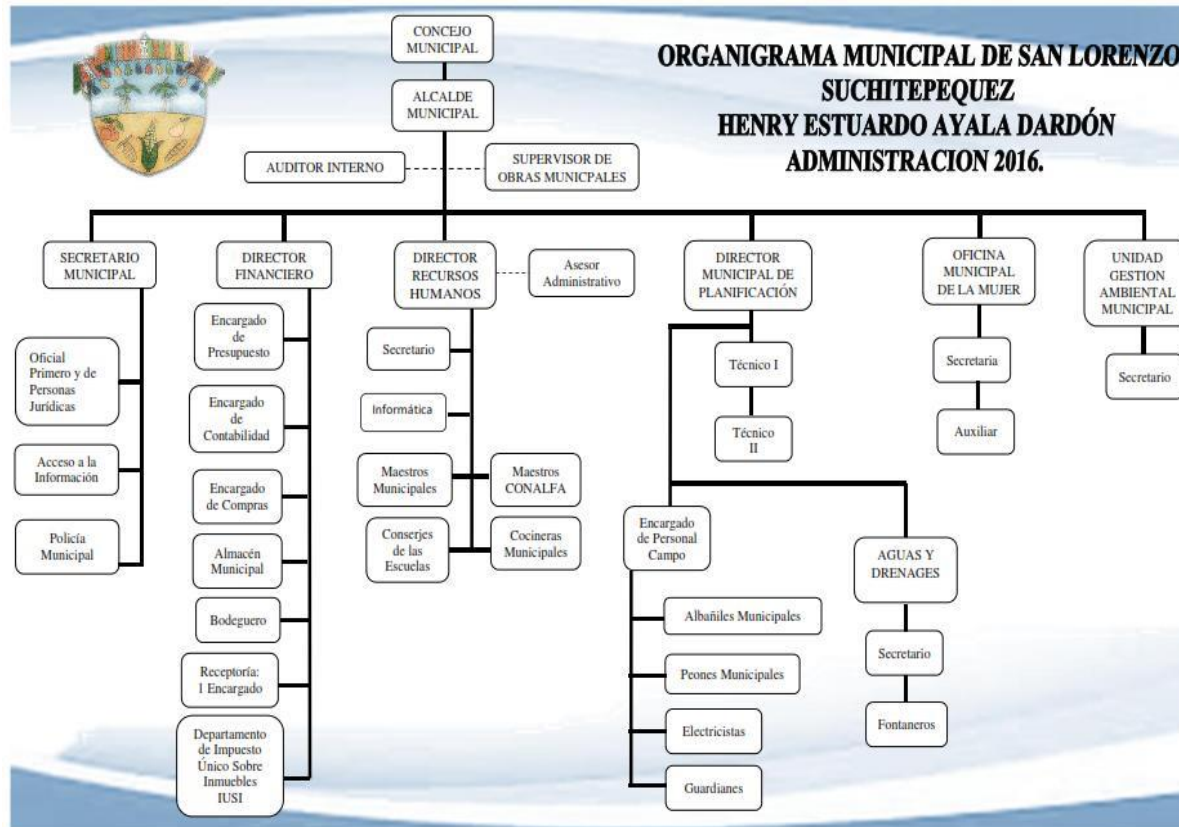 CONCEJO
MUNICIPAL
ORGANIGRAMA MUNICIPAL DE SAN LORENZO
SUCHITEPEQUEZ
HENRY ESTUARDO AYALA DARDÓN
ADMINISTRACION 2016.
ALCALDE
MUNICIPAL
AUDITOR INTERNO
SUPERVISOR DE
OBRAS MUNICPALES
SECRETARIO
MUNICIPAL
DIRECTOR
FINANCIERO
DIRECTOR
RECURSOS
HUMANOS
Asesor
Administrativo
DIRECTOR
MUNICIPAL DE
PLANIFICACIÓN
OFICINA
MUNICIPAL
DE LA MUJER
UNIDAD
GESTION
AMBIENTAL
MUNICIPAL
Oficial
Primero y de
Personas
Jurídicas
Acceso a la
Información
Policía
Municipal
Encargado
de
Presupuesto
Encargado
de
Contabilidad
Encargado
de Compras
Almacén
Municipal
Bodeguero
Receptoría:
1 Encargado
Departamento
de Impuesto
Único Sobre
Inmuebles
IUSI
Secretario
Informática
Maestros
Municipales
Maestros
CONALFA
Conserjes
de las
Escuelas
Cocineras
Municipales
Técnico I
Técnico
II
Encargado
de Personal
Campo
Albañiles Municipales
Peones Municipales
Electricistas
Guardianes
AGUAS Y
DRENAGES
Secretario
Fontaneros
Secretaria
Auxiliar
Secretario